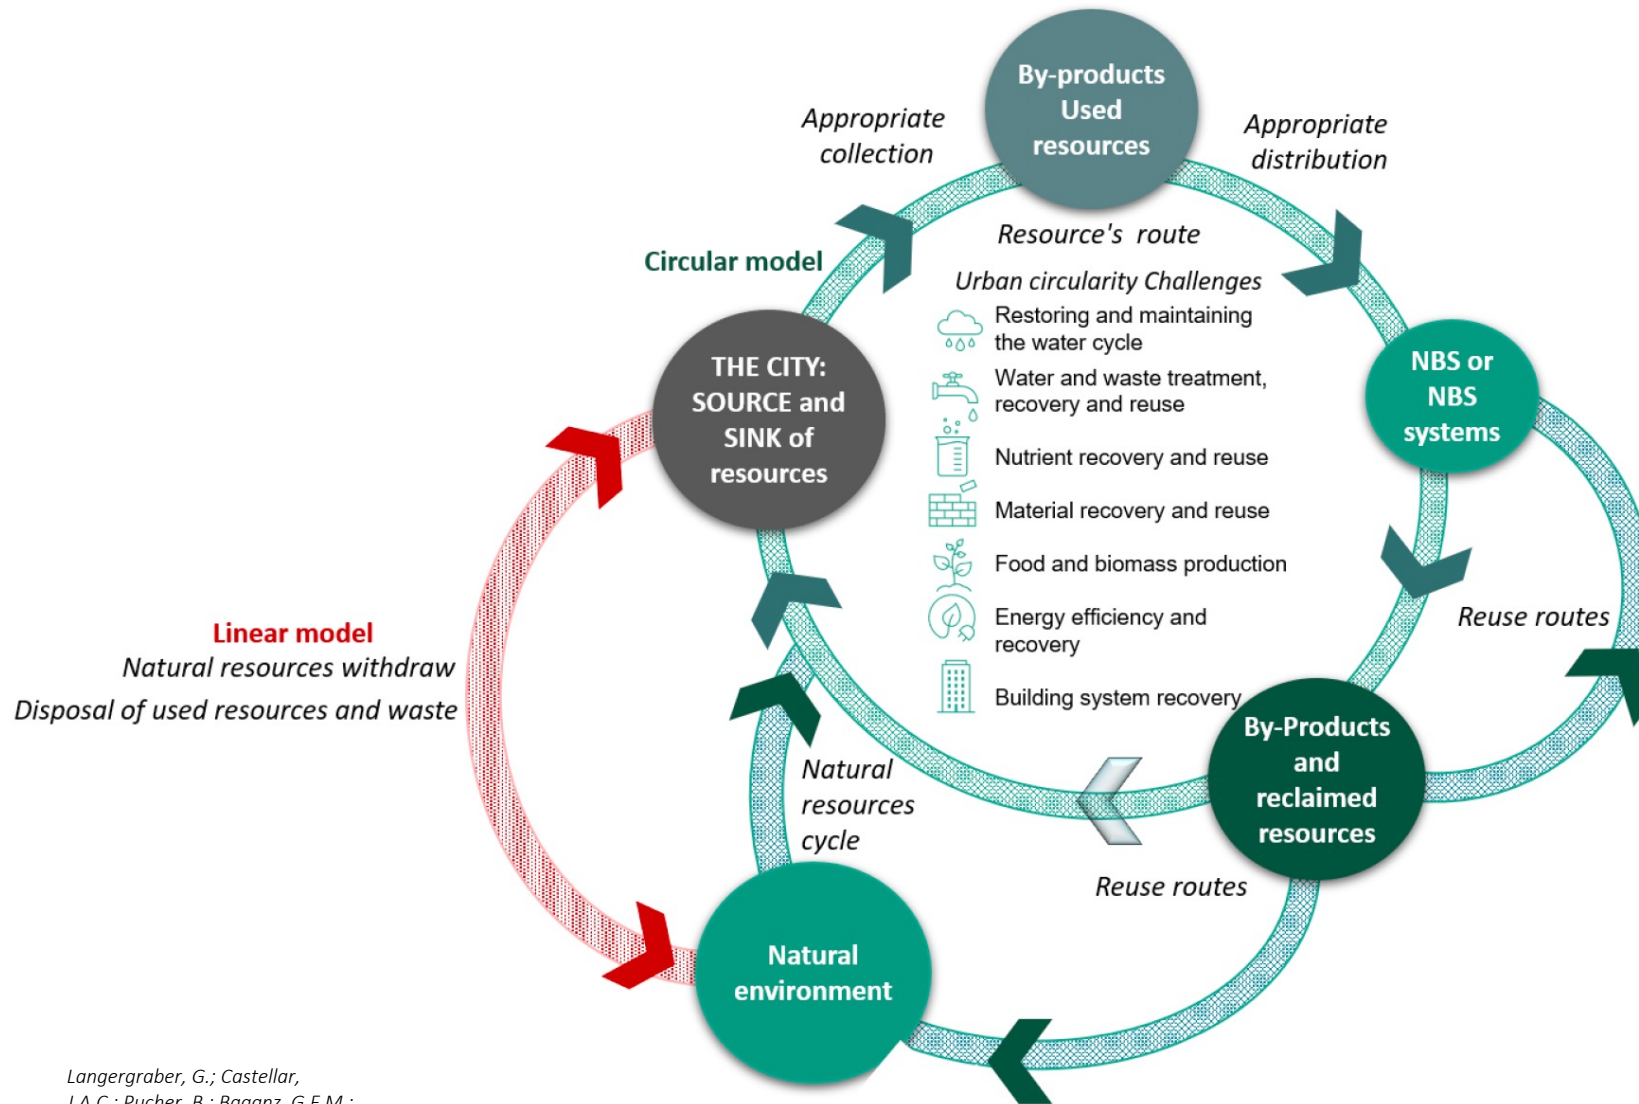 By-products
Used
resources
Appropriate
collection
Appropriate
distribution
Resource's route
Circular model
Urban circularity Challenges
Restoring and maintaining
the water cycle
THE CITY:
SOURCE and
SINK of
resources
NBS or
NBS
systems
Water and waste treatment,
recovery and reuse
Nutrient recovery and reuse
Material recovery and reuse
Food and biomass production
Energy efficiency and
recovery
Building system recovery
Reuse routes
Linear model
Natural resources withdraw
Disposal of used resources and waste
By-Products
and
reclaimed
resources
Natural
resources
cycle
Reuse routes
Natural
environment
Langergraber, G.; Castellar,
J.A.C.; Pucher, B.; Baganz, G.F.M.;